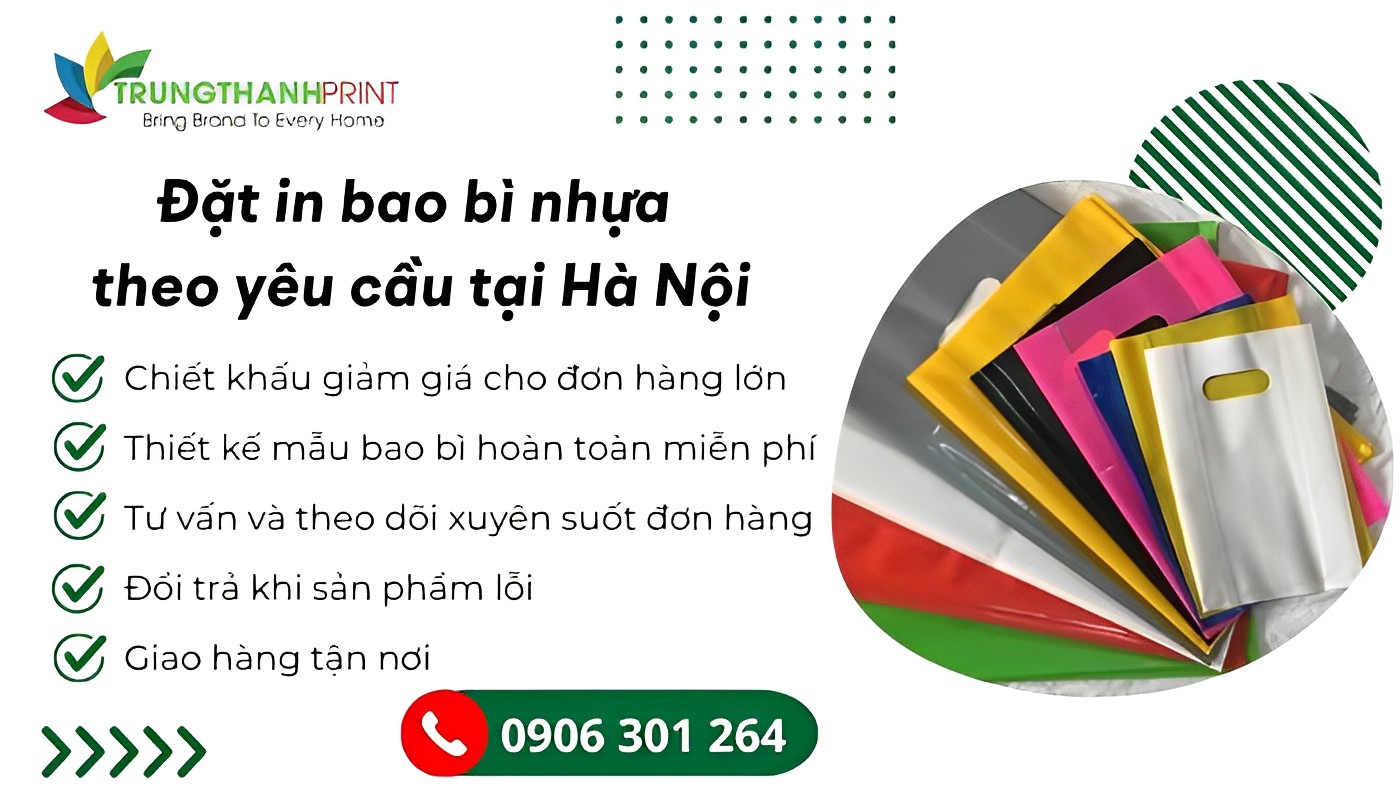 TRUNGTHANHPRINT
Bring Brand To Every Home
Đặt in bao bì nhựa
theo yêu cầu tại Hà Nội
Chiết khấu giảm giá cho đơn hàng lớn
Thiết kế mẫu bao bì hoàn toàn miễn phí
Tư vấn và theo dõi xuyên suốt đơn hàng
Đổi trả khi sản phẩm lỗi
Giao hàng tận nơi
0906 301 264